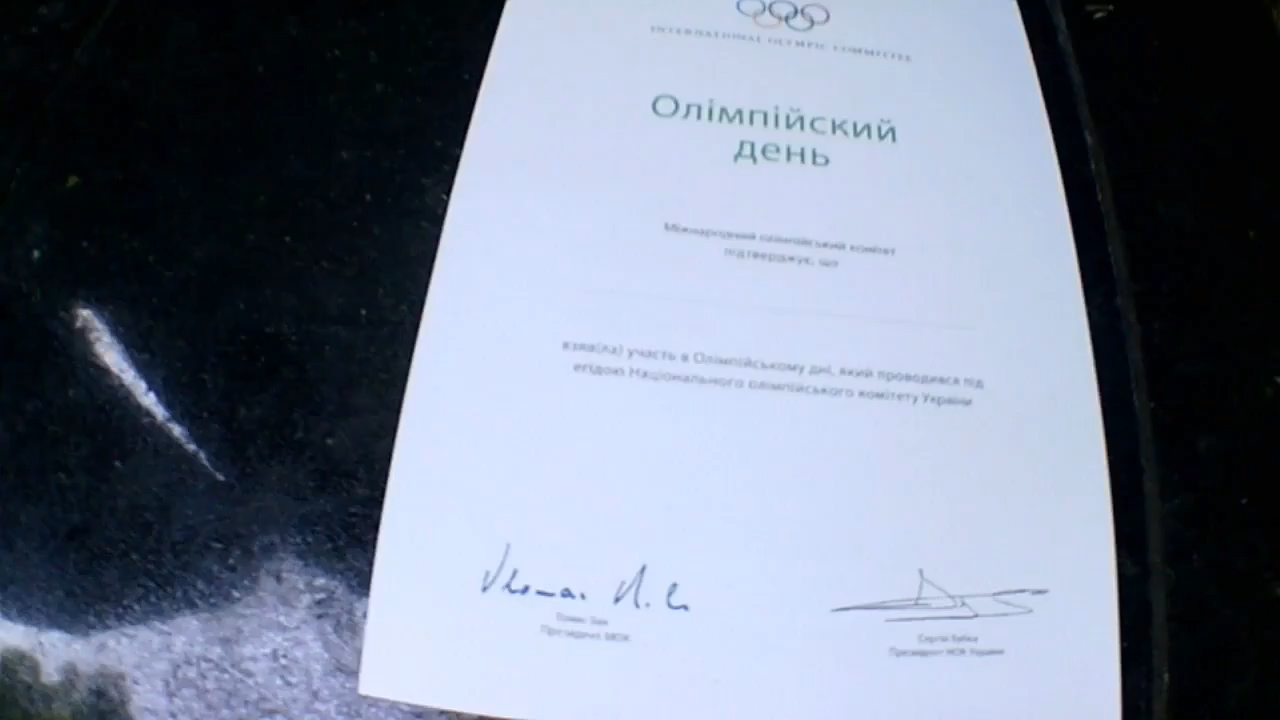 INTERNATIONAL OLYMPIC COMMITTEE
Олімпійский
день
Міжнародний олімпійський комітет
підтверджує, що
взяв(ла) участь в Олімпійському дні, який проводився під
егідою Національного олімпійського комітету України
Томас Бах
Президент МОК
Сергій Бубка
Президент НОК України